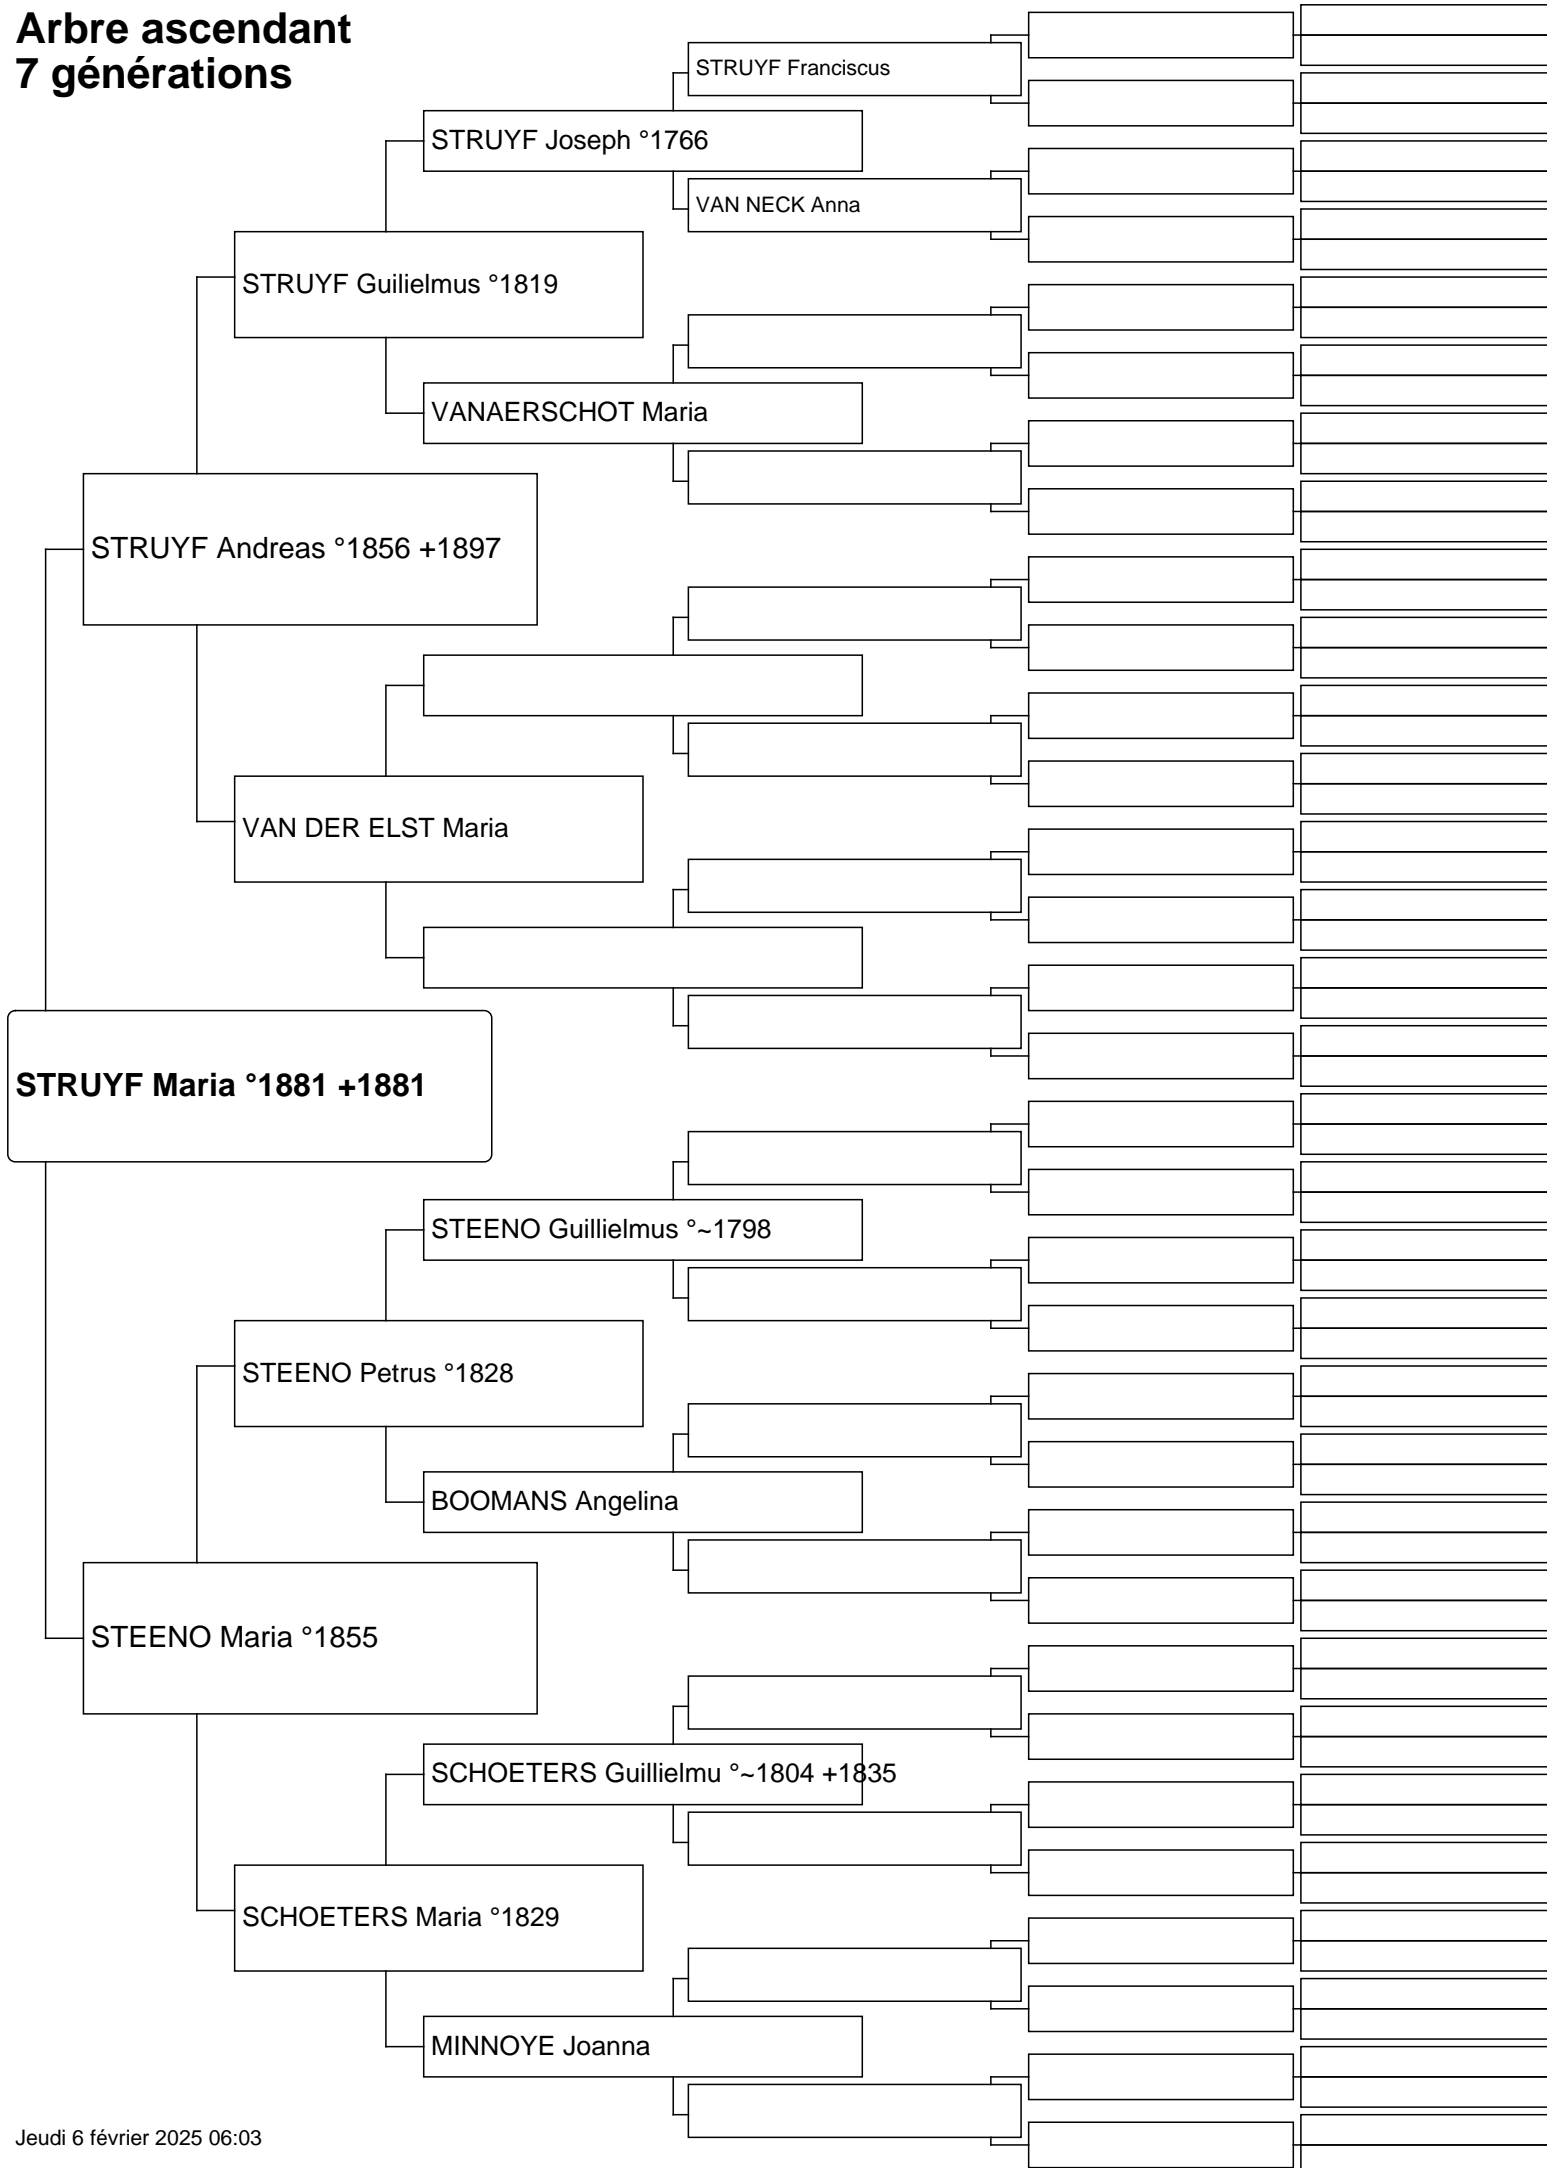 Arbre ascendant
7 générations
STRUYF Franciscus
STRUYF Joseph °1766
VAN NECK Anna
STRUYF Guilielmus °1819
VANAERSCHOT Maria
STRUYF Andreas °1856 +1897
VAN DER ELST Maria
STRUYF Maria °1881 +1881
STEENO Guillielmus °~1798
STEENO Petrus °1828
BOOMANS Angelina
STEENO Maria °1855
SCHOETERS Guillielmu °~1804 +1835
SCHOETERS Maria °1829
MINNOYE Joanna
Jeudi 6 février 2025 06:03